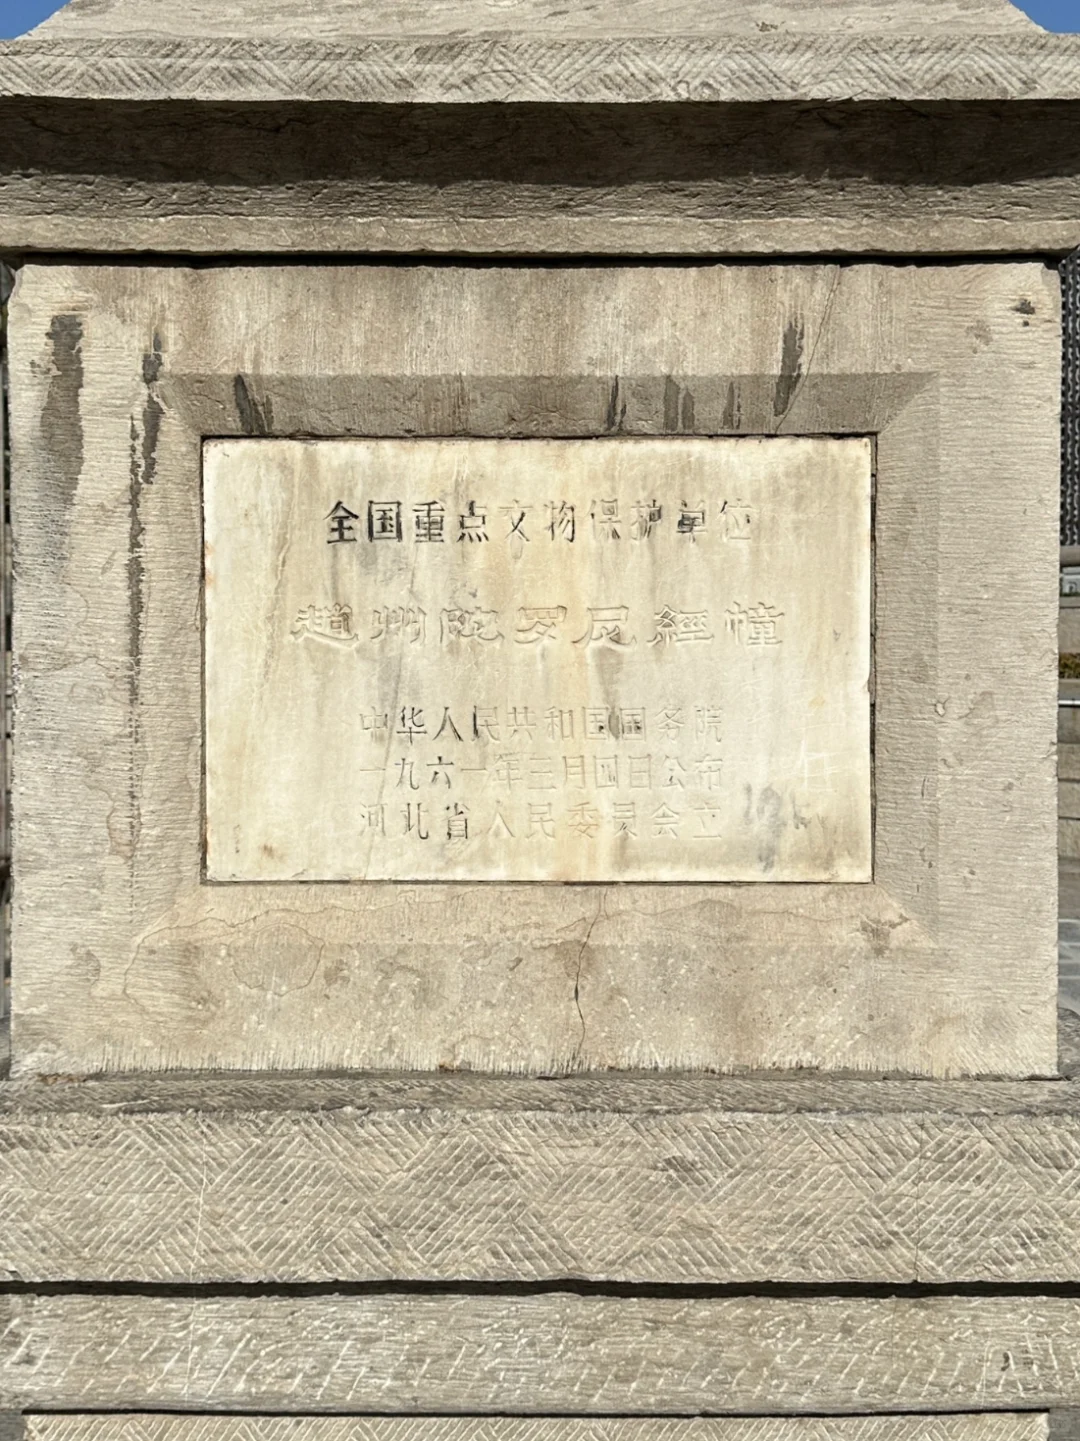 全国重点文物保护单位
趙州陀罗尼經幢
中华人民共和国国务院
一九六一年三月四日公布
河北省人民委员会立